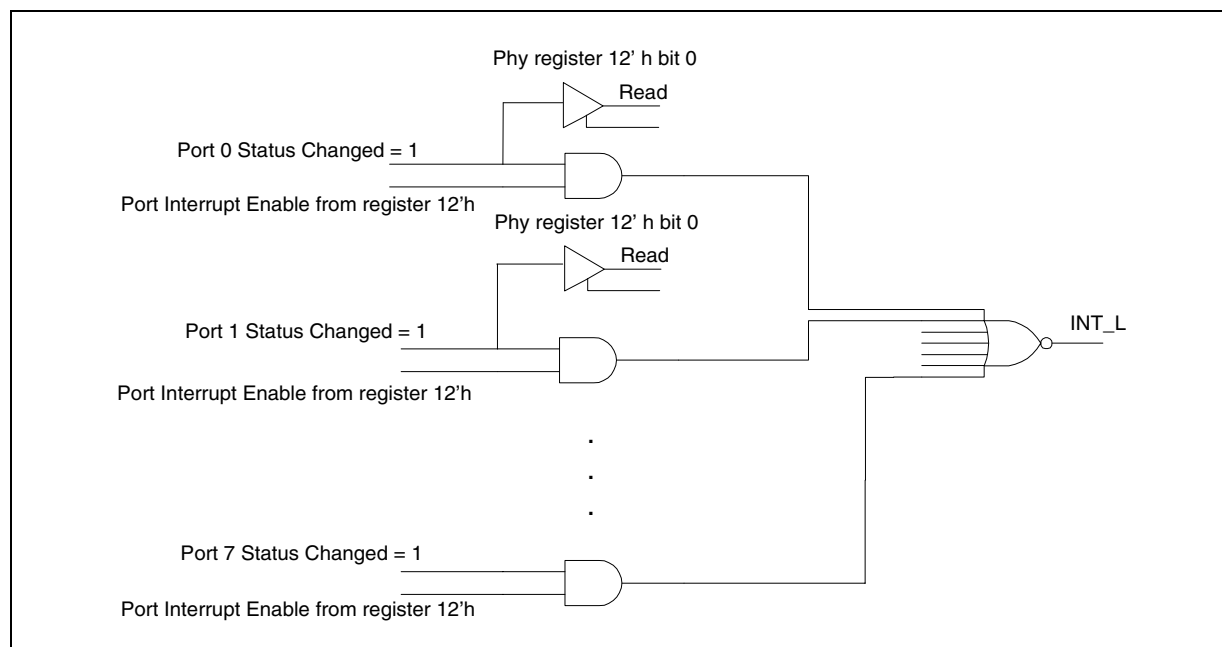 Phy register 12' h bit 0
Read
Port 0 Status Changed = 1
Port Interrupt Enable from register 12'h
Phy register 12' h bit 0
Read
Port 1 Status Changed = 1
INT_L
Port Interrupt Enable from register 12'h
.
.
.
Port 7 Status Changed = 1
Port Interrupt Enable from register 12'h